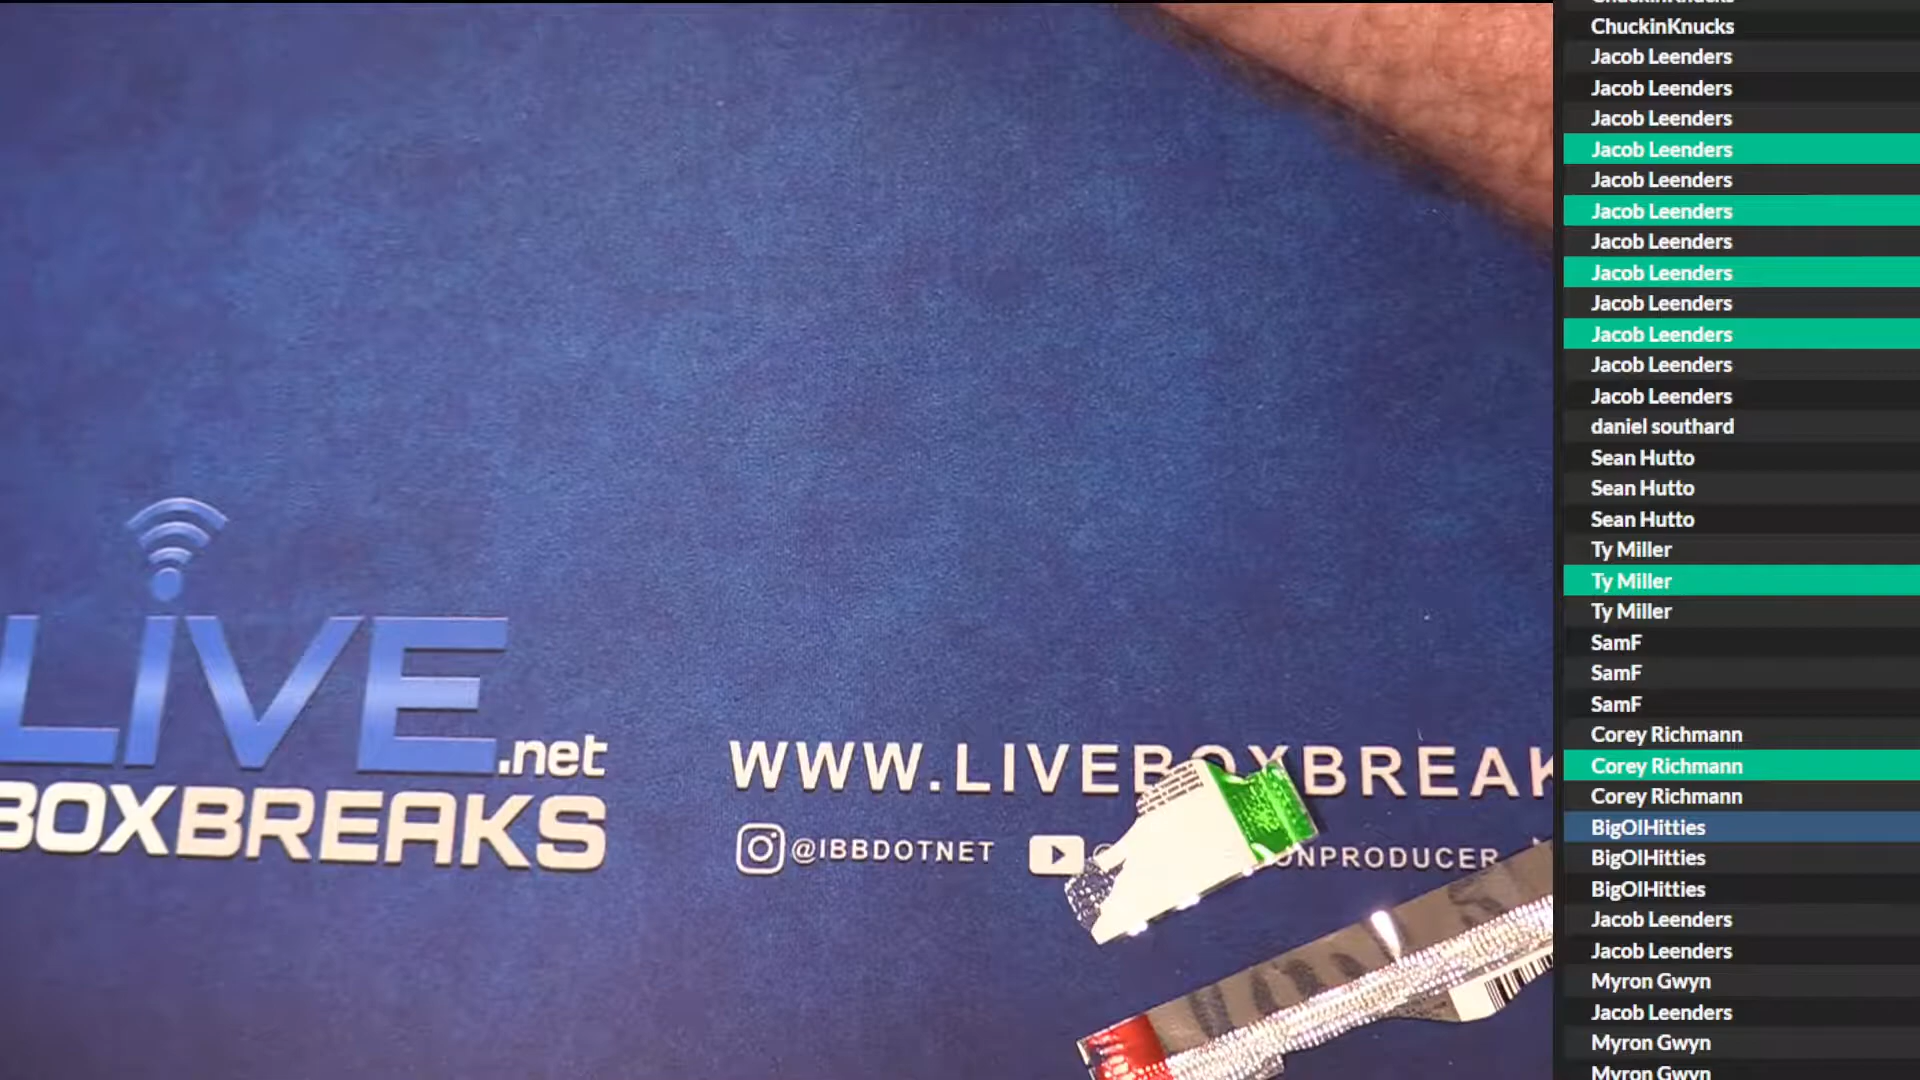 LIVE.net
BOXBREAKS
WWW.LIVEBOXBREAK
@IBBDOTNET
ONPRODUCER
ChuckinKnucks
ChuckinKnucks
Jacob Leenders
Jacob Leenders
Jacob Leenders
Jacob Leenders
Jacob Leenders
Jacob Leenders
Jacob Leenders
Jacob Leenders
Jacob Leenders
Jacob Leenders
Jacob Leenders
Jacob Leenders
daniel southard
Sean Hutto
Sean Hutto
Sean Hutto
Ty Miller
Ty Miller
Ty Miller
SamF
SamF
SamF
Corey Richmann
Corey Richmann
Corey Richmann
BigOlHitties
BigOlHitties
BigOlHitties
Jacob Leenders
Jacob Leenders
Myron Gwyn
Jacob Leenders
Myron Gwyn
Myron Gwyn